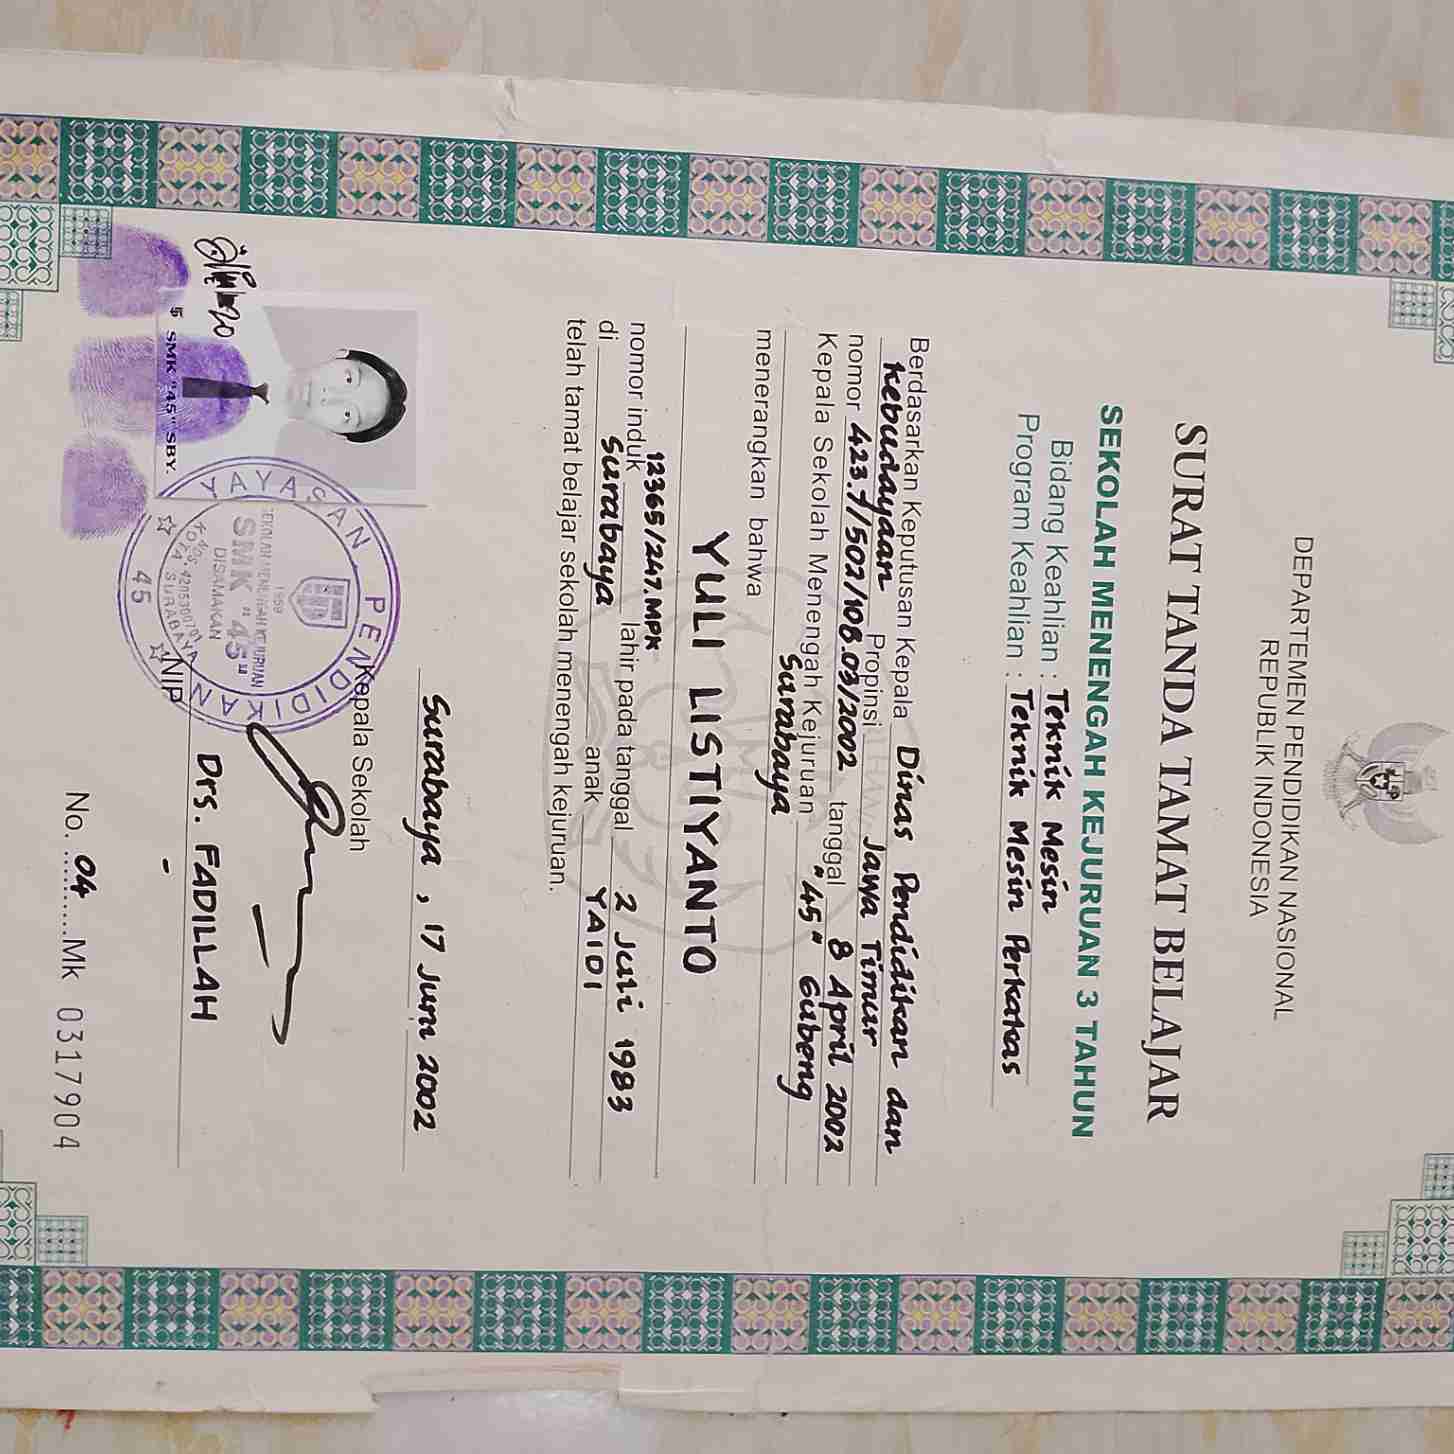 DEPARTEMEN PENDIDIKAN NASIONAL
REPUBLIK INDONESIA
SURAT TANDA TAMAT BELAJAR
SEKOLAH MENENGAH KEJURUAN 3 TAHUN
Bidang Keahlian : Teknik Mesin
Program Keahlian : Teknik Mesin Perkakas
Berdasarkan Keputusan Kepala Dinas Pendidikan dan
kebudayaan Propinsi Jawa Timur
nomor 423.7/502/108.03/2002 tanggal 8 April 2002
Kepala Sekolah Menengah Kejuruan "45" Gubeng
Surabaya
menerangkan bahwa
YULI LISTIYANTO
nomor induk 12365/247.MPK lahir pada tanggal 2 Juli 1983
di Surabaya anak YAIDI
telah tamat belajar sekolah menengah kejuruan.
Surabaya, 17 Juni 2002
Kepala Sekolah
SMK "45" SBY.
YAYASAN PENDIDIKAN 45
1959
SEKOLAH MENENGAH KEJURUAN
SMK "45"
DISAMAKAN
KOTA SURABAYA
Drs. FADILLAH
NIP -
No. 04 Mk 0317904